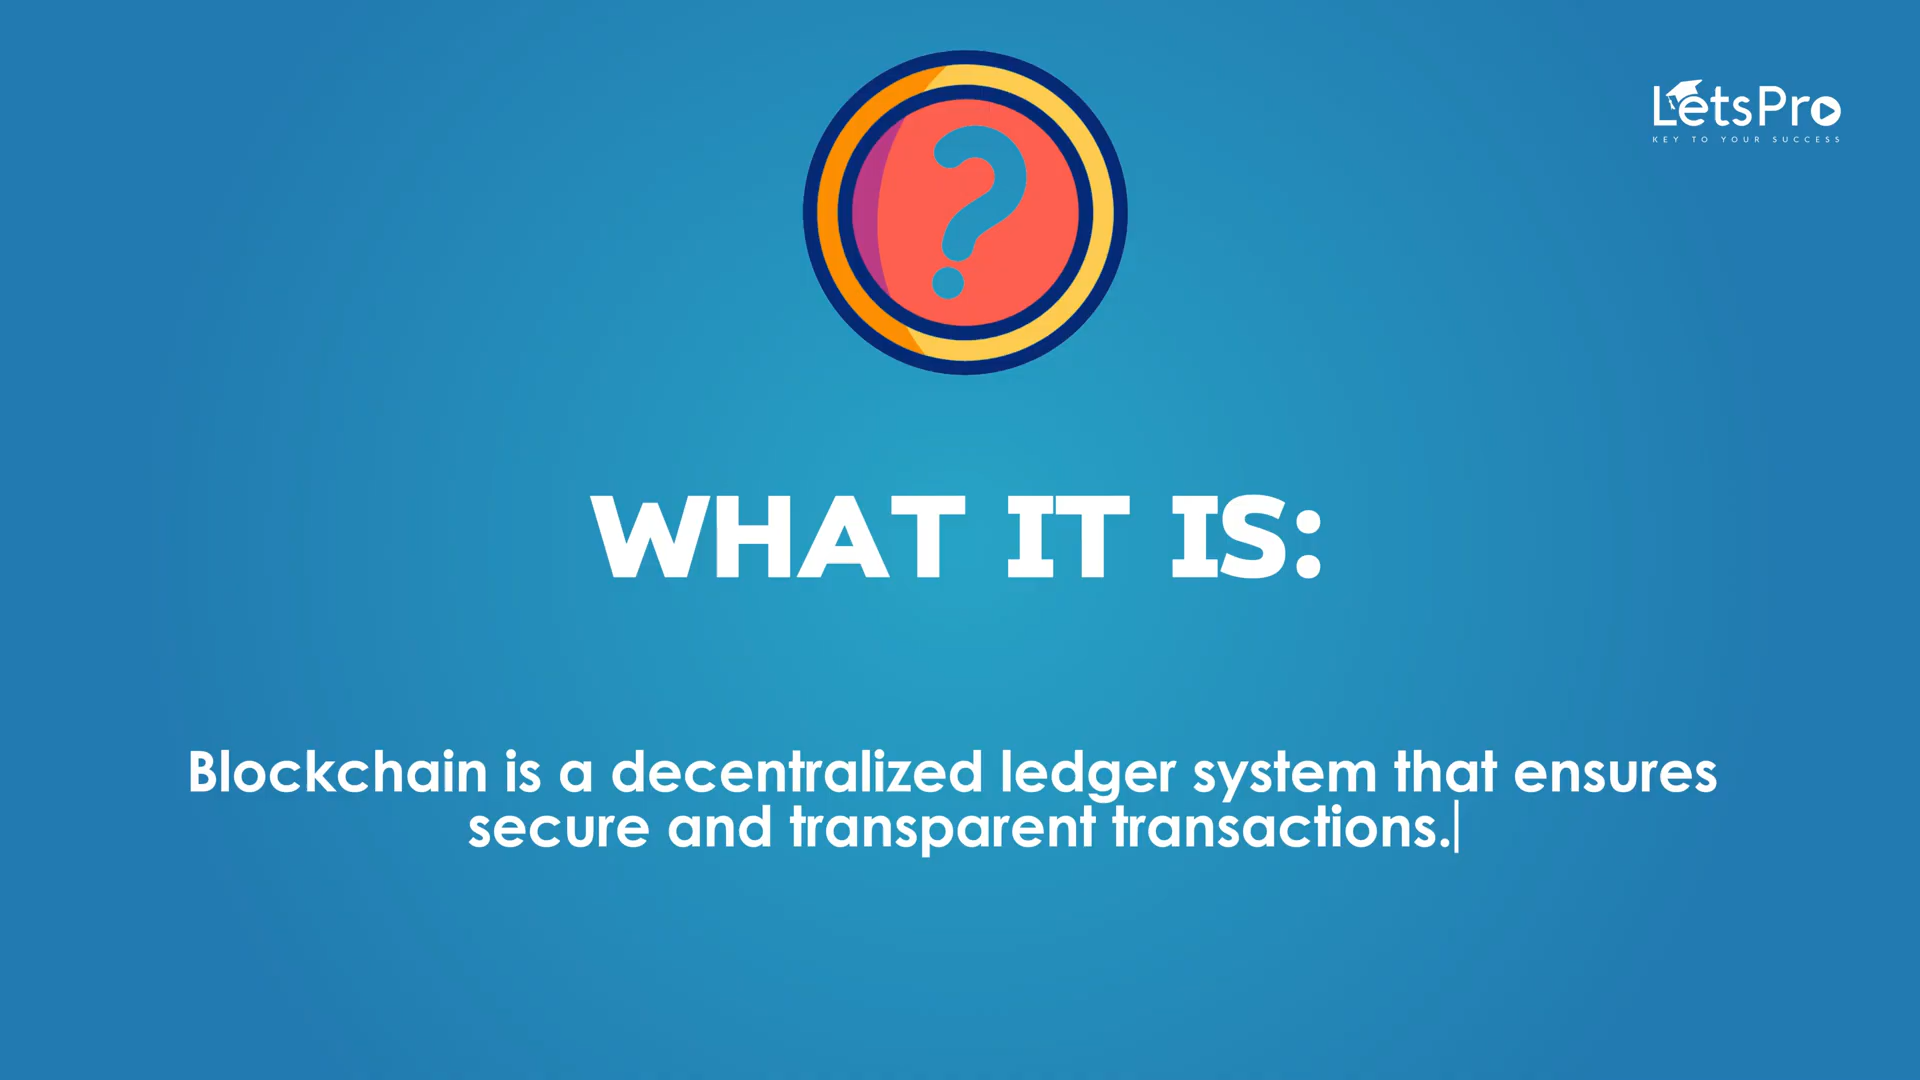 LetsPro
KEY TO YOUR SUCCESS
WHAT IT IS:
Blockchain is a decentralized ledger system that ensures
secure and transparent transactions.